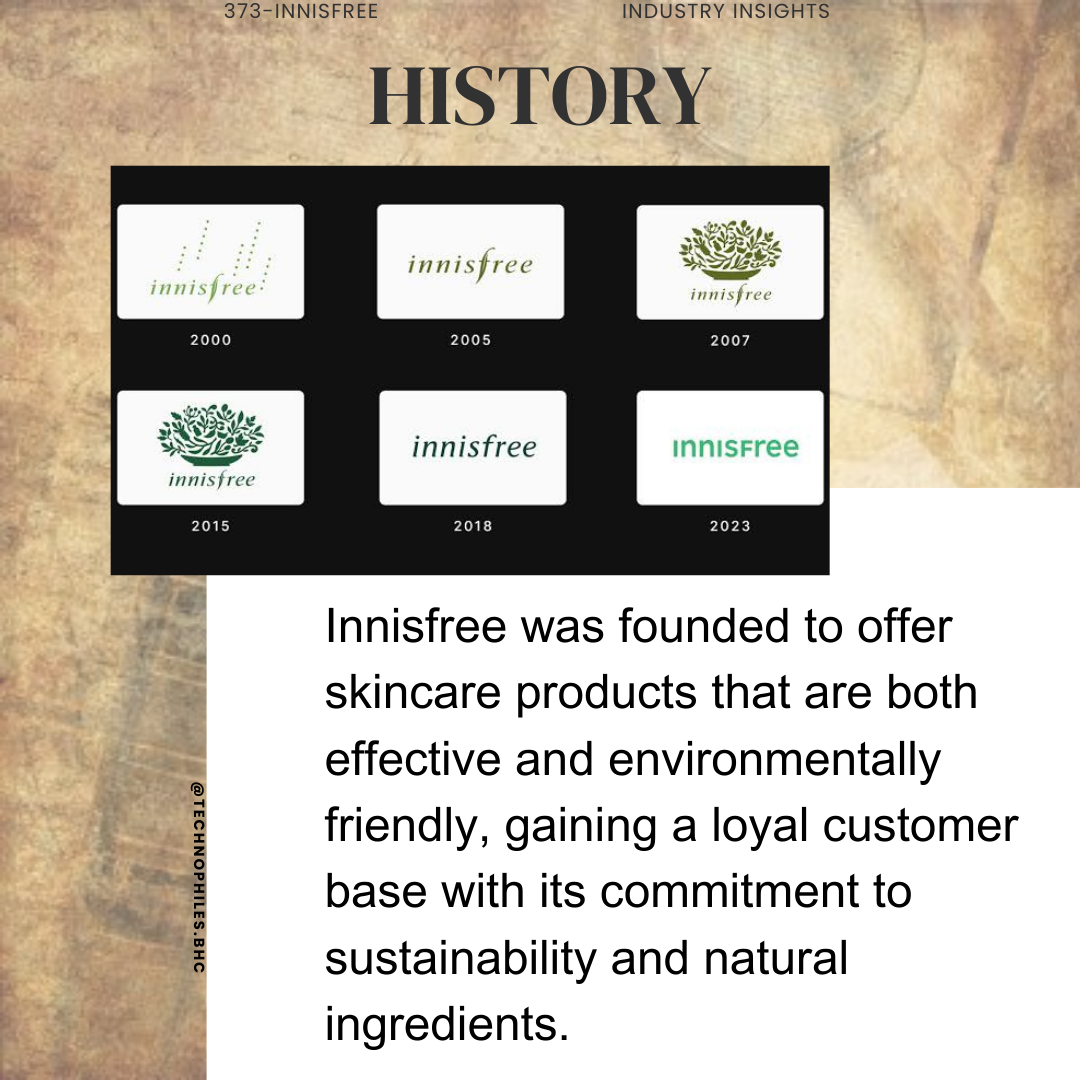 373-INNISFREE
INDUSTRY INSIGHTS
HISTORY
innisfree
2000
innisfree
2005
innisfree
2007
innisfree
2015
innisfree
2018
innisfree
2023
Innisfree was founded to offer
skincare products that are both
effective and environmentally
friendly, gaining a loyal customer
base with its commitment to
sustainability and natural
ingredients.
@TECHNOPHILES.BHC